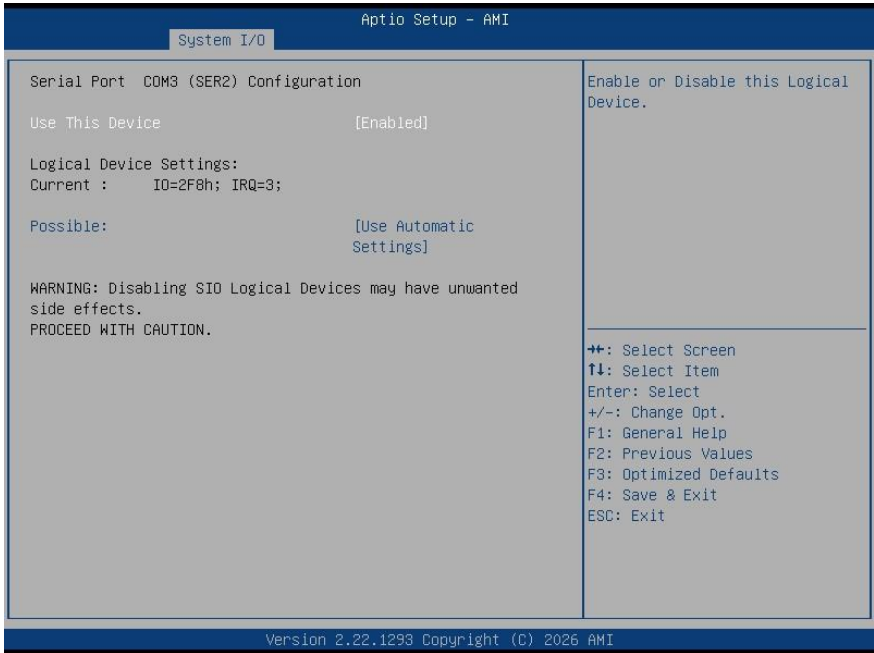 Aptio Setup – AMI
System I/O
Serial Port COM3 (SER2) Configuration
Use This Device [Enabled]
Logical Device Settings:
Current : IO=2F8h; IRQ=3;
Possible: [Use Automatic
Settings]
WARNING: Disabling SIO Logical Devices may have unwanted
side effects.
PROCEED WITH CAUTION.
Enable or Disable this Logical
Device.
→←: Select Screen
↑↓: Select Item
Enter: Select
+/-: Change Opt.
F1: General Help
F2: Previous Values
F3: Optimized Defaults
F4: Save & Exit
ESC: Exit
Version 2.22.1293 Copyright (C) 2026 AMI